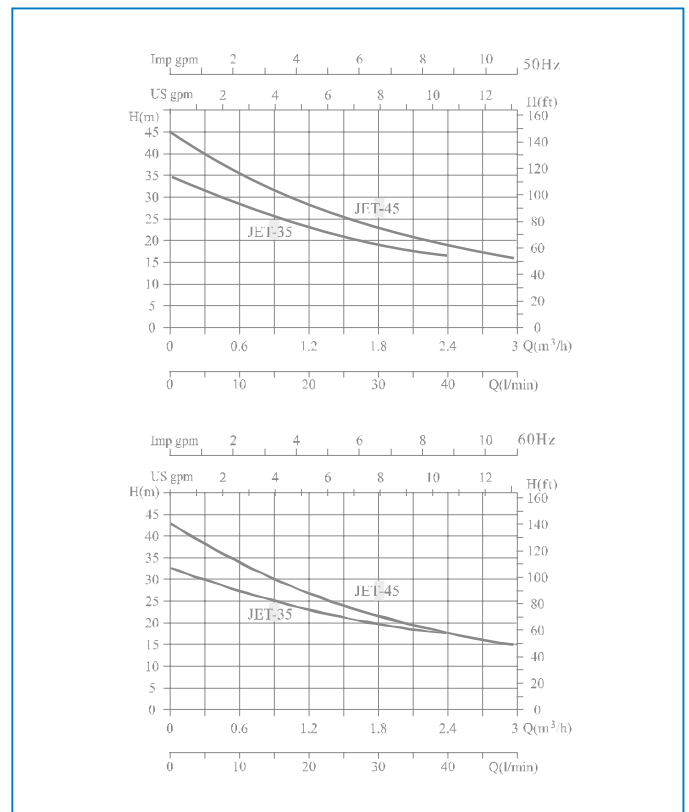 Imp gpm 2 4 6 8 10 50Hz
US gpm 2 4 6 8 10 12 H(ft)
H(m) 160
45 140
40 120
35 100
30 80
25 60
20 40
15 20
10 0
5
0
JET-45
JET-35
0 0.6 1.2 1.8 2.4 3 Q(m³/h)
0 10 20 30 40 Q(l/min)
Imp gpm 2 4 6 8 10 60Hz
US gpm 2 4 6 8 10 12 H(ft)
H(m) 160
45 140
40 120
35 100
30 80
25 60
20 40
15 20
10 0
5
0
JET-45
JET-35
0 0.6 1.2 1.8 2.4 3 Q(m³/h)
0 10 20 30 40 Q(l/min)